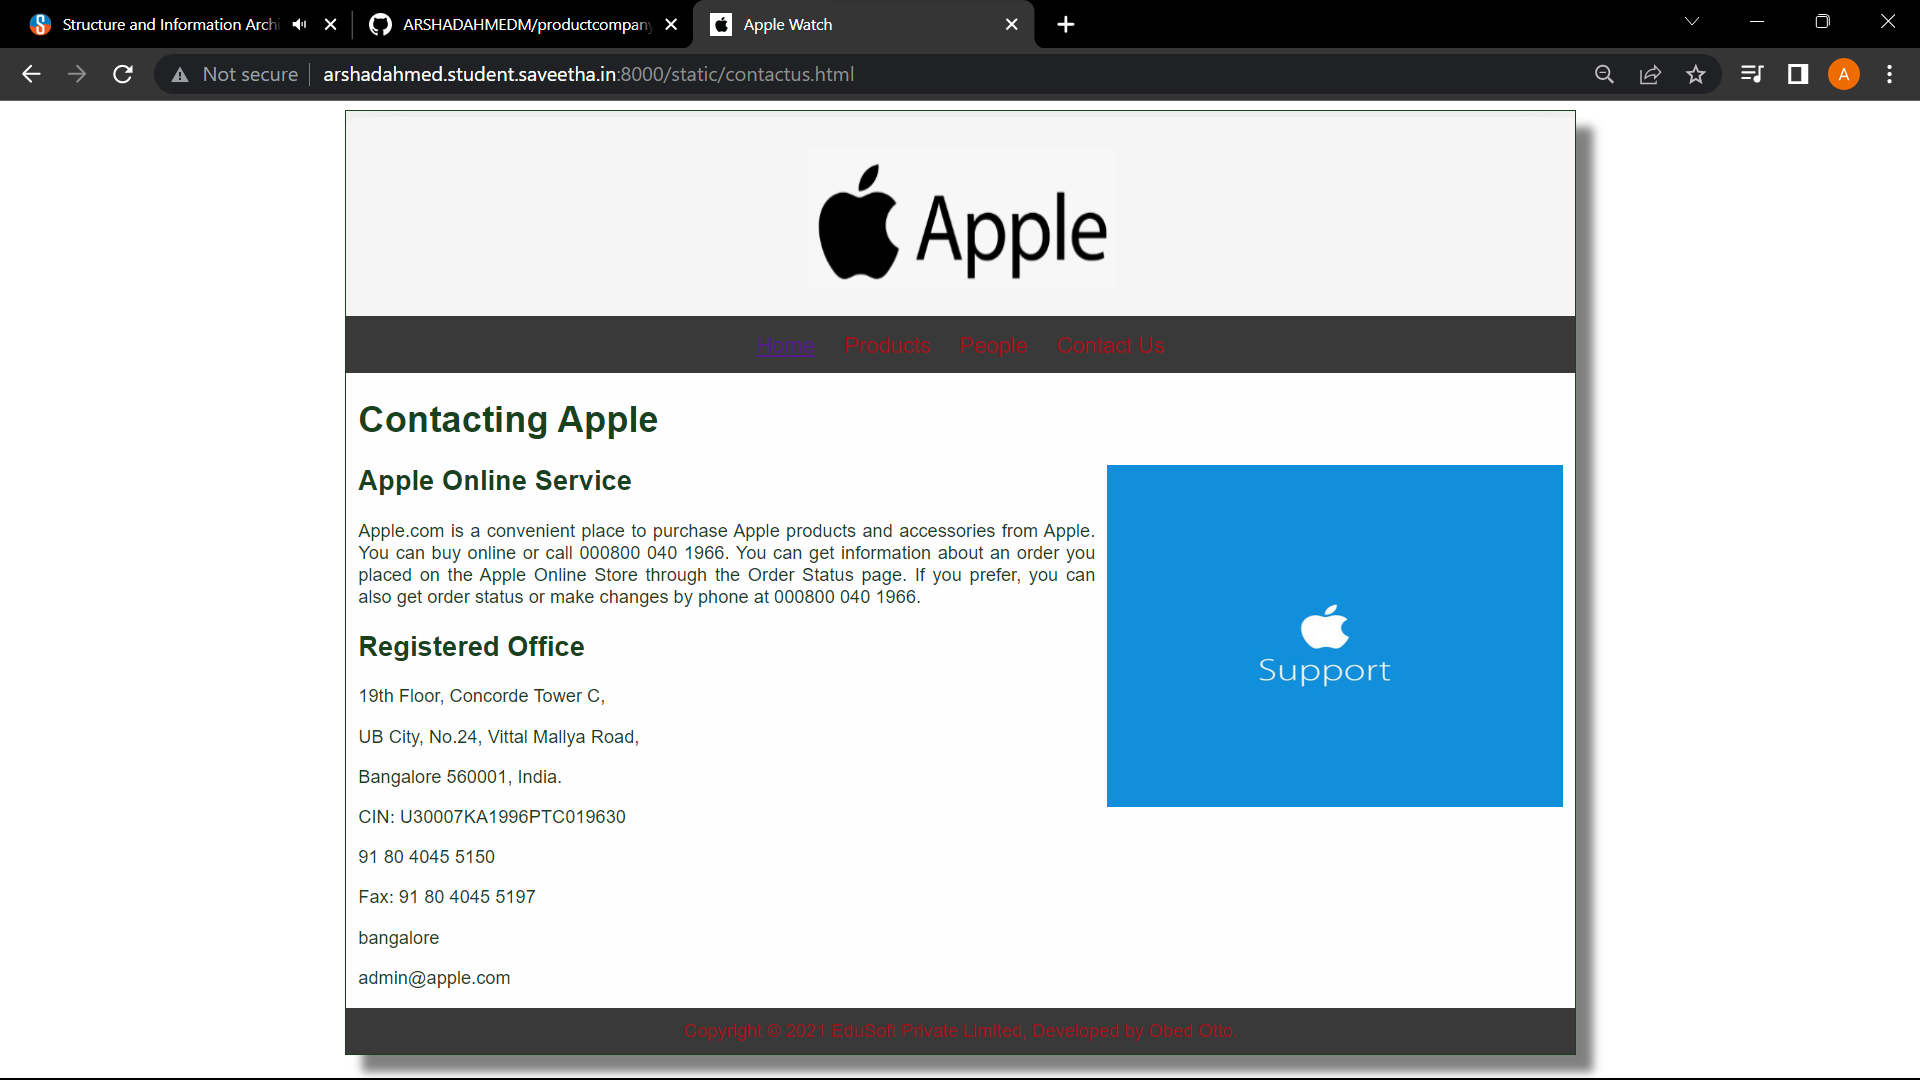 Structure and Information Archi
ARSHADAHMEDM/productcompany
Apple Watch
Not secure
arshadahmed.student.saveetha.in:8000/static/contactus.html
A
Apple
Home Products People Contact Us
Contacting Apple
Apple Online Service
Apple.com is a convenient place to purchase Apple products and accessories from Apple.
You can buy online or call 000800 040 1966. You can get information about an order you
placed on the Apple Online Store through the Order Status page. If you prefer, you can
also get order status or make changes by phone at 000800 040 1966.
Support
Registered Office
19th Floor, Concorde Tower C,
UB City, No.24, Vittal Mallya Road,
Bangalore 560001, India.
CIN: U30007KA1996PTC019630
91 80 4045 5150
Fax: 91 80 4045 5197
bangalore
admin@apple.com
Copyright © 2021 EduSoft Private Limited, Developed by Obed Otto.